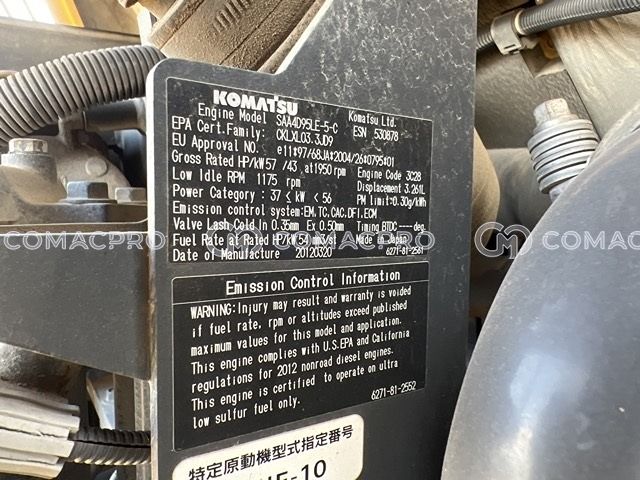 KOMATSU
Komatsu Ltd.
Engine Model SAA4D95LE-5-C ESN 530878
EPA Cert.Family: CKLXL03.3JD9
EU Approval NO. e11*97/68JA*2004/26*0795*01
Gross Rated HP/kW 57 /43 at1950 rpm Engine Code 3C28
Low Idle RPM 1175 rpm Displacement 3.261L
Power Category: 37 ≤ kW < 56 PM limit:0.30g/kWh
Emission control system:EM.TC.CAC.DFI.ECM
Valve Lash Cold In 0.35mm Ex 0.50mm Timing BTDC ---- deg.
Fuel Rate at Rated HP/kW 54 mm3/st Made in Japan
Date of Manufacture 20120320 6271-81-2561
COMACPRO COMACPRO
Emission Control Information
WARNING:Injury may result and warranty is voided
if fuel rate, rpm or altitudes exceed published
maximum values for this model and application.
This engine complies with U.S.EPA and California
regulations for 2012 nonroad diesel engines.
This engine is certified to operate on ultra
low sulfur fuel only. 6271-81-2552
特定原動機型式指定番号
-10